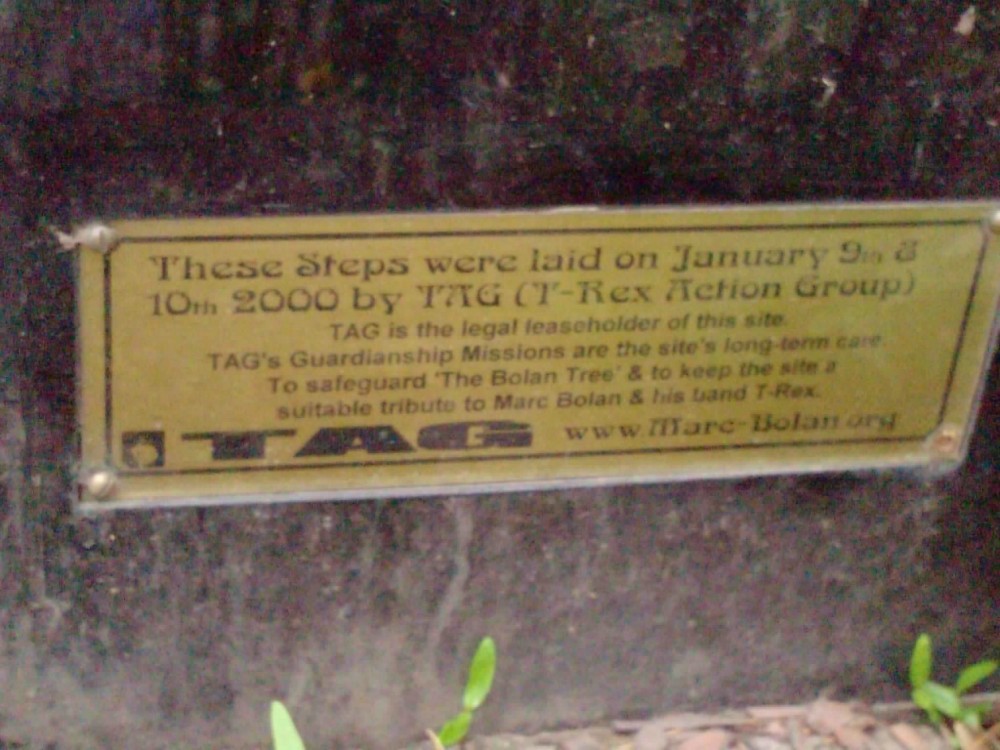 These Steps were laid on January 9th &
10th 2000 by TAG (T-Rex Action Group)
TAG is the legal leaseholder of this site.
TAG's Guardianship Missions are the site's long-term care.
To safeguard 'The Bolan Tree' & to keep the site a
suitable tribute to Marc Bolan & his band T-Rex.
TAG www.Marc-Bolan.org